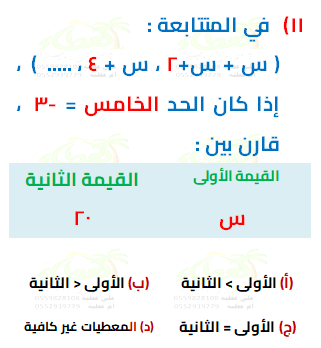 ١١) في المتتابعة :
( س + س+٢ ، س + ٤ ، ..... ) ،
إذا كان الحد الخامس = -٣ ،
قارن بين :
القيمة الأولى القيمة الثانية
س ٢٠
(أ) الأولى > الثانية (ب) الأولى < الثانية
(ج) الأولى = الثانية (د) المعطيات غير كافية